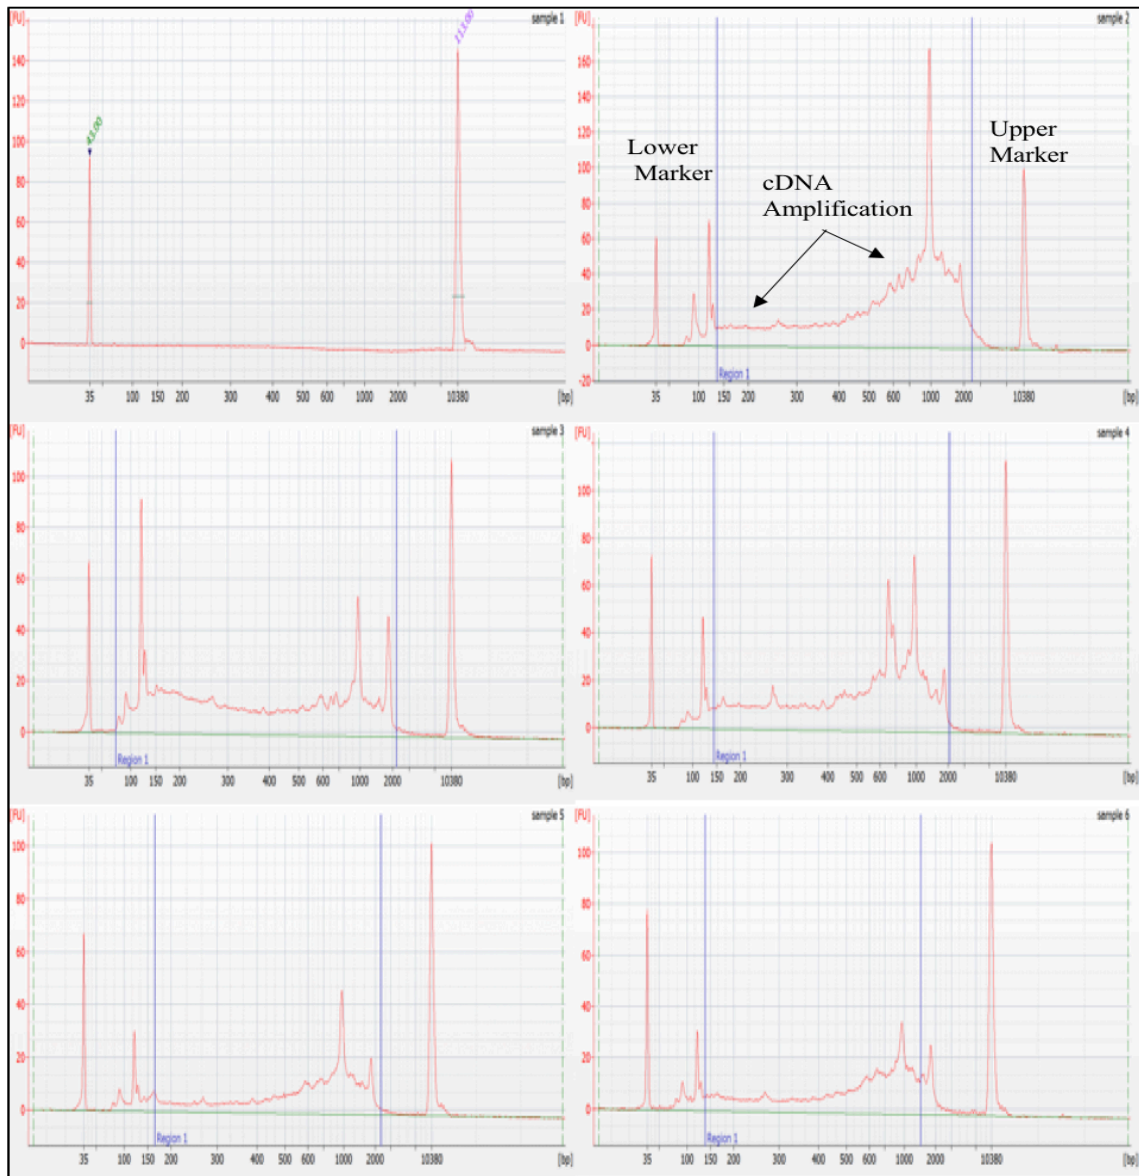 [FU]
sample 1
43.00
113.00
140
120
100
80
60
40
20
0
35 100 150 200 300 400 500 700 1000 2000 10380 [bp]
[FU]
sample 2
Lower
Marker
cDNA
Amplification
Upper
Marker
160
140
120
100
80
60
40
20
0
-20
Region 1
35 100 150 200 300 400 500 600 1000 2000 10380 [bp]
[FU]
sample 3
100
80
60
40
20
0
Region 1
35 100 150 200 300 400 500 600 1000 2000 10380 [bp]
[FU]
sample 4
100
80
60
40
20
0
Region 1
35 100 150 200 300 400 500 600 1000 2000 10380 [bp]
[FU]
sample 5
100
80
60
40
20
0
Region 1
35 100 150 200 300 400 500 600 1000 2000 10380 [bp]
[FU]
sample 6
100
80
60
40
20
0
Region 1
35 100 150 200 300 400 500 600 1000 2000 10380 [bp]